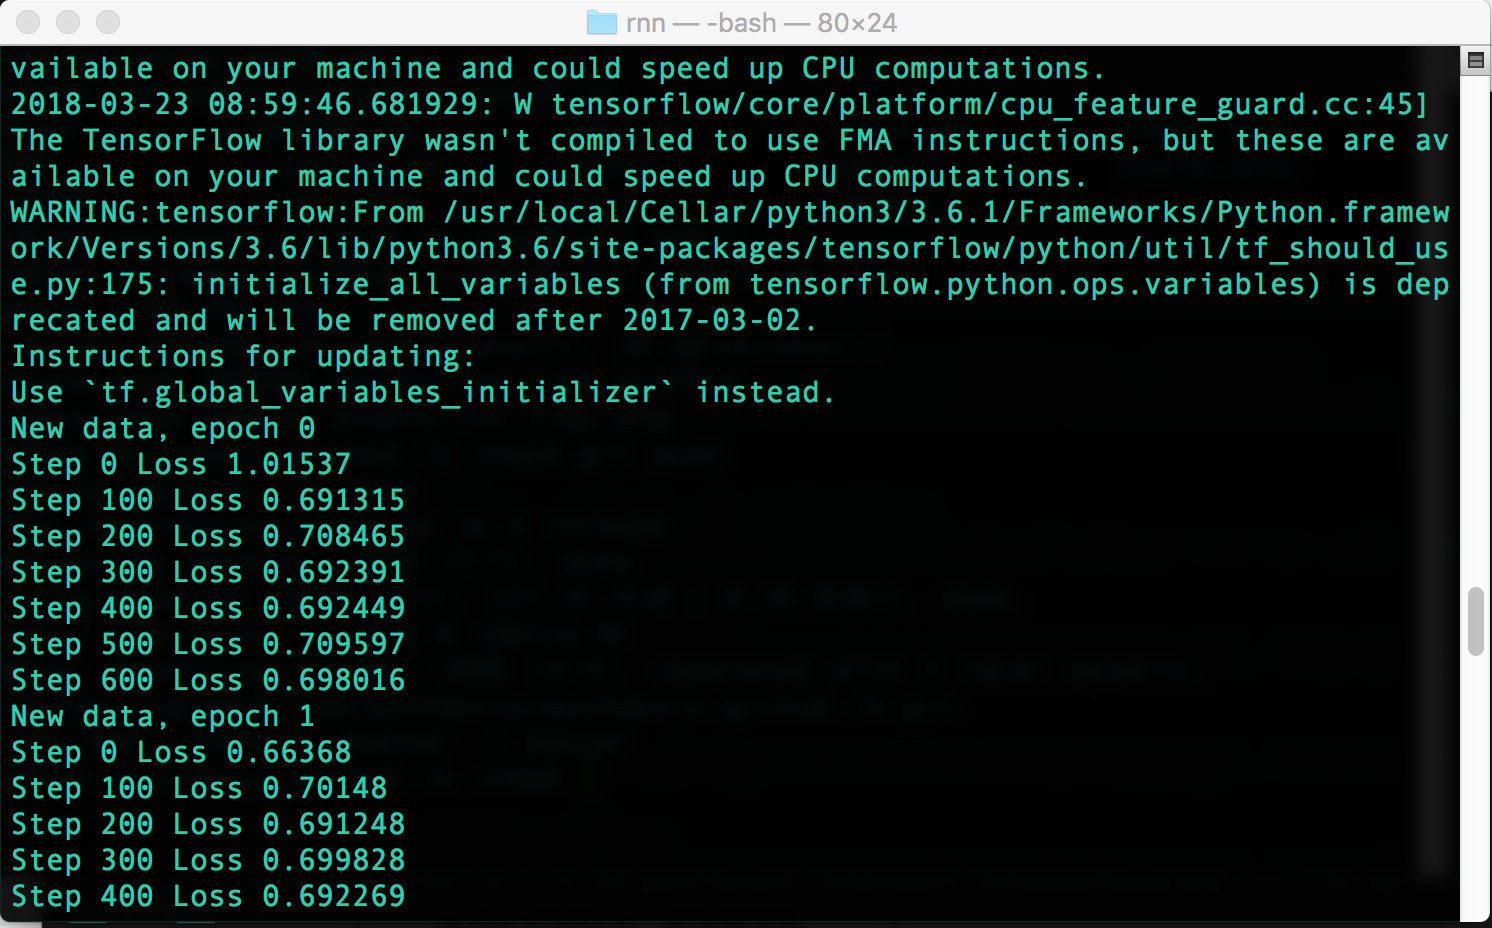 rnn — -bash — 80×24
vailable on your machine and could speed up CPU computations.
2018-03-23 08:59:46.681929: W tensorflow/core/platform/cpu_feature_guard.cc:45]
The TensorFlow library wasn't compiled to use FMA instructions, but these are av
ailable on your machine and could speed up CPU computations.
WARNING:tensorflow:From /usr/local/Cellar/python3/3.6.1/Frameworks/Python.framew
ork/Versions/3.6/lib/python3.6/site-packages/tensorflow/python/util/tf_should_us
e.py:175: initialize_all_variables (from tensorflow.python.ops.variables) is dep
recated and will be removed after 2017-03-02.
Instructions for updating:
Use `tf.global_variables_initializer` instead.
New data, epoch 0
Step 0 Loss 1.01537
Step 100 Loss 0.691315
Step 200 Loss 0.708465
Step 300 Loss 0.692391
Step 400 Loss 0.692449
Step 500 Loss 0.709597
Step 600 Loss 0.698016
New data, epoch 1
Step 0 Loss 0.66368
Step 100 Loss 0.70148
Step 200 Loss 0.691248
Step 300 Loss 0.699828
Step 400 Loss 0.692269